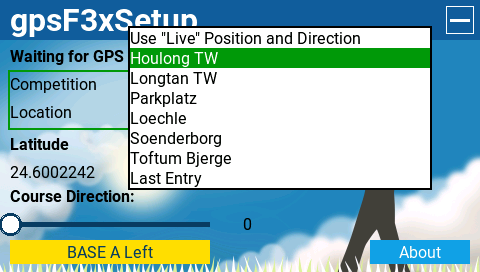 gpsF3xSetup
Waiting for GPS
Competition
Location
Use "Live" Position and Direction
Houlong TW
Longtan TW
Parkplatz
Loechle
Soenderborg
Toftum Bjerge
Last Entry
Latitude
24.6002242
Course Direction:
0
BASE A Left
About